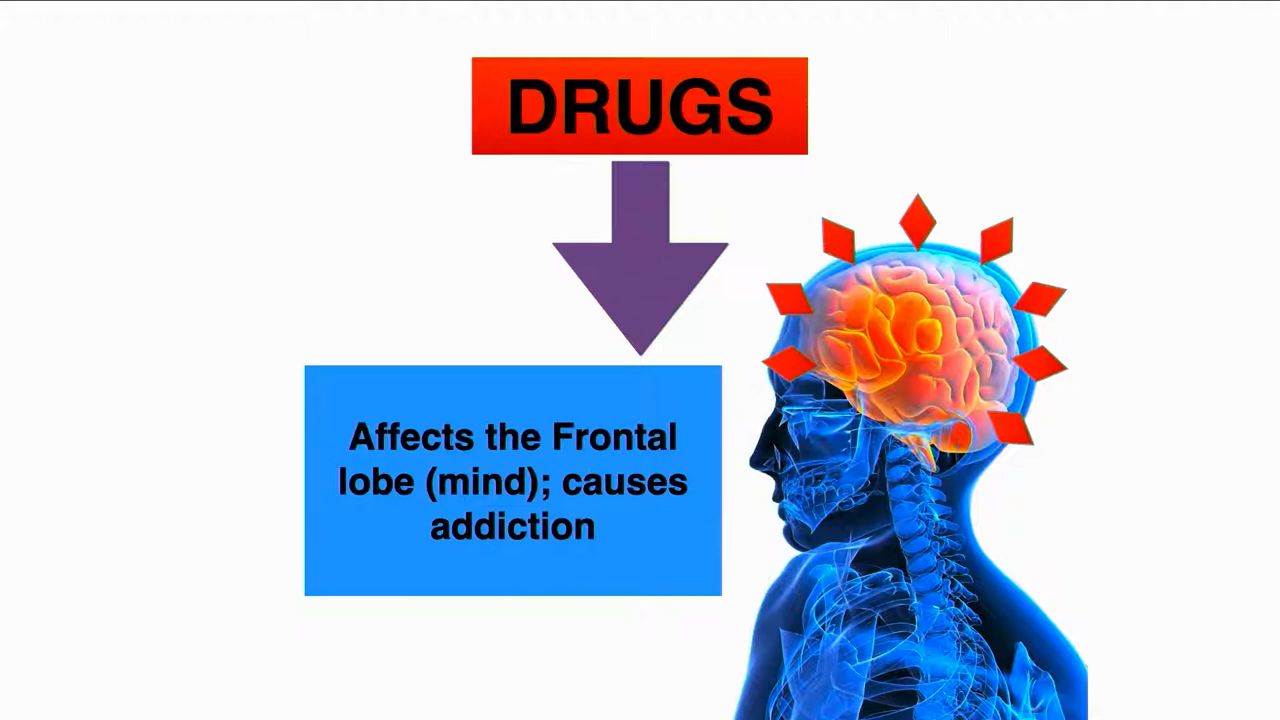 DRUGS
Affects the Frontal
lobe (mind); causes
addiction